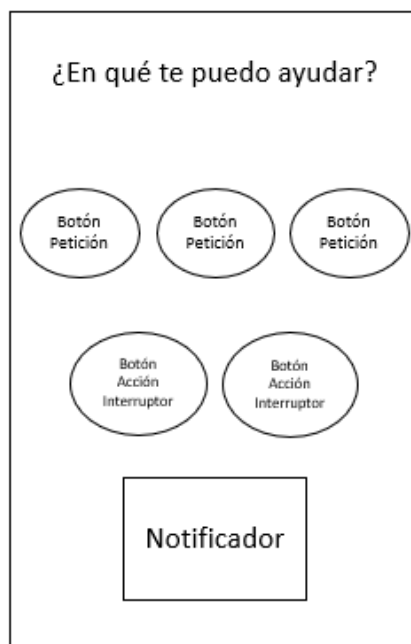 ¿En qué te puedo ayudar?
Botón
Petición
Botón
Petición
Botón
Petición
Botón
Acción
Interruptor
Botón
Acción
Interruptor
Notificador